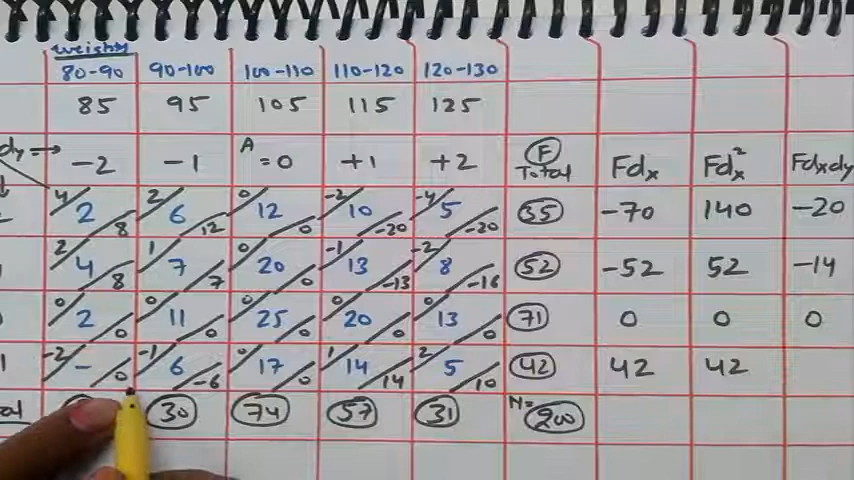 weights
80-90 90-100 100-110 110-120 120-130
85 95 105 115 125
dy → -2 -1 A = 0 +1 +2 F Total Fdx Fdx² Fdxdy
2 4 2 8 2 6 12 0 12 0 -2 10 -20 -4 5 -20 35 -70 140 -20
1 2 4 8 1 7 7 0 20 0 -1 13 -13 -2 8 -16 52 -52 52 -14
0 0 2 0 0 11 0 0 25 0 0 20 0 0 13 0 71 0 0 0
1 -2 - 0 -1 6 -6 0 17 0 1 14 14 2 5 10 42 42 42
30 74 57 31 N= 200